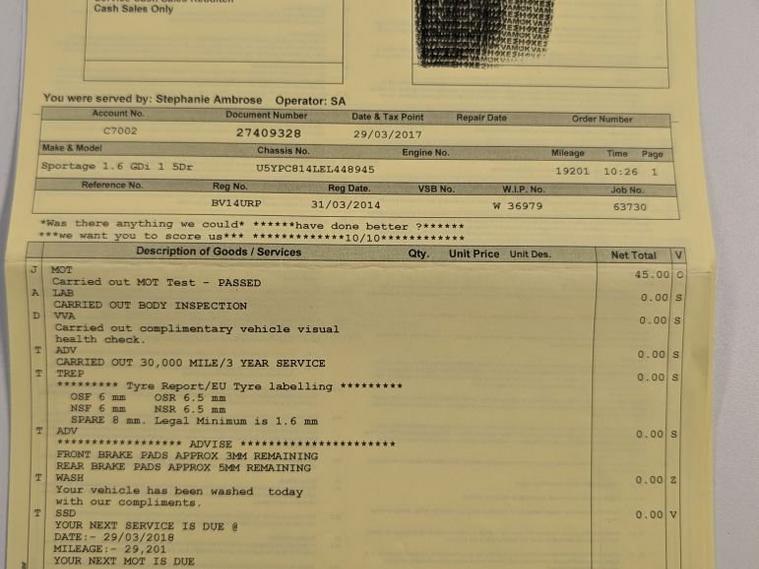 Cash Sales Only
You were served by: Stephanie Ambrose Operator: SA
Account No. Document Number Date & Tax Point Repair Date Order Number
C7002 27409328 29/03/2017
Make & Model Chassis No. Engine No. Mileage Time Page
Sportage 1.6 GDi 1 5Dr U5YPC814LEL448945 19201 10:26 1
Reference No. Reg No. Reg Date. VSB No. W.I.P. No. Job No.
BV14URP 31/03/2014 W 36979 63730
*Was there anything we could* ******have done better ?******
***we want you to score us*** *************10/10************
Description of Goods / Services Qty. Unit Price Unit Des. Net Total V
J MOT 45.00 O
Carried out MOT Test - PASSED
A LAB 0.00 S
CARRIED OUT BODY INSPECTION
D VVA 0.00 S
Carried out complimentary vehicle visual
health check.
T ADV 0.00 S
CARRIED OUT 30,000 MILE/3 YEAR SERVICE
T TREP 0.00 S
********* Tyre Report/EU Tyre labelling *********
OSF 6 mm OSR 6.5 mm
NSF 6 mm NSR 6.5 mm
SPARE 8 mm. Legal Minimum is 1.6 mm
T ADV 0.00 S
****************** ADVISE **********************
FRONT BRAKE PADS APPROX 3MM REMAINING
REAR BRAKE PADS APPROX 5MM REMAINING
T WASH 0.00 Z
Your vehicle has been washed today
with our compliments.
T SSD 0.00 V
YOUR NEXT SERVICE IS DUE @
DATE:- 29/03/2018
MILEAGE:- 29,201
YOUR NEXT MOT IS DUE